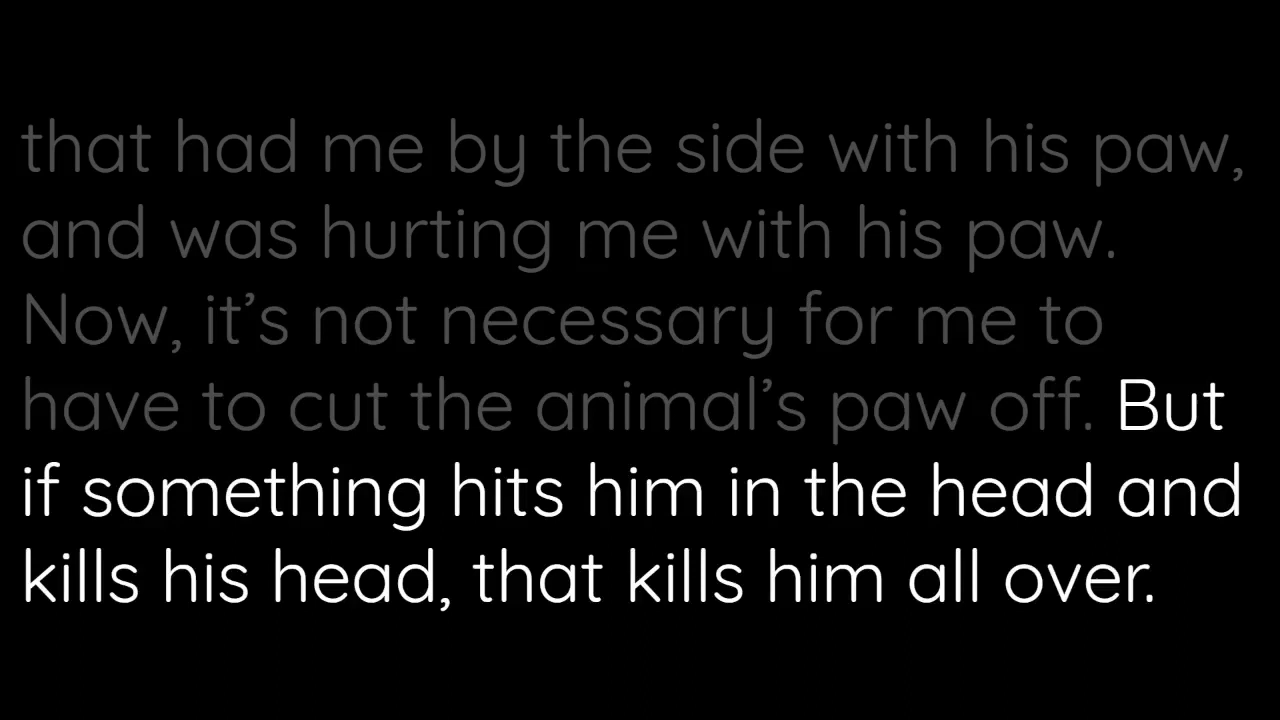 that had me by the side with his paw,
and was hurting me with his paw.
Now, it’s not necessary for me to
have to cut the animal’s paw off. But
if something hits him in the head and
kills his head, that kills him all over.